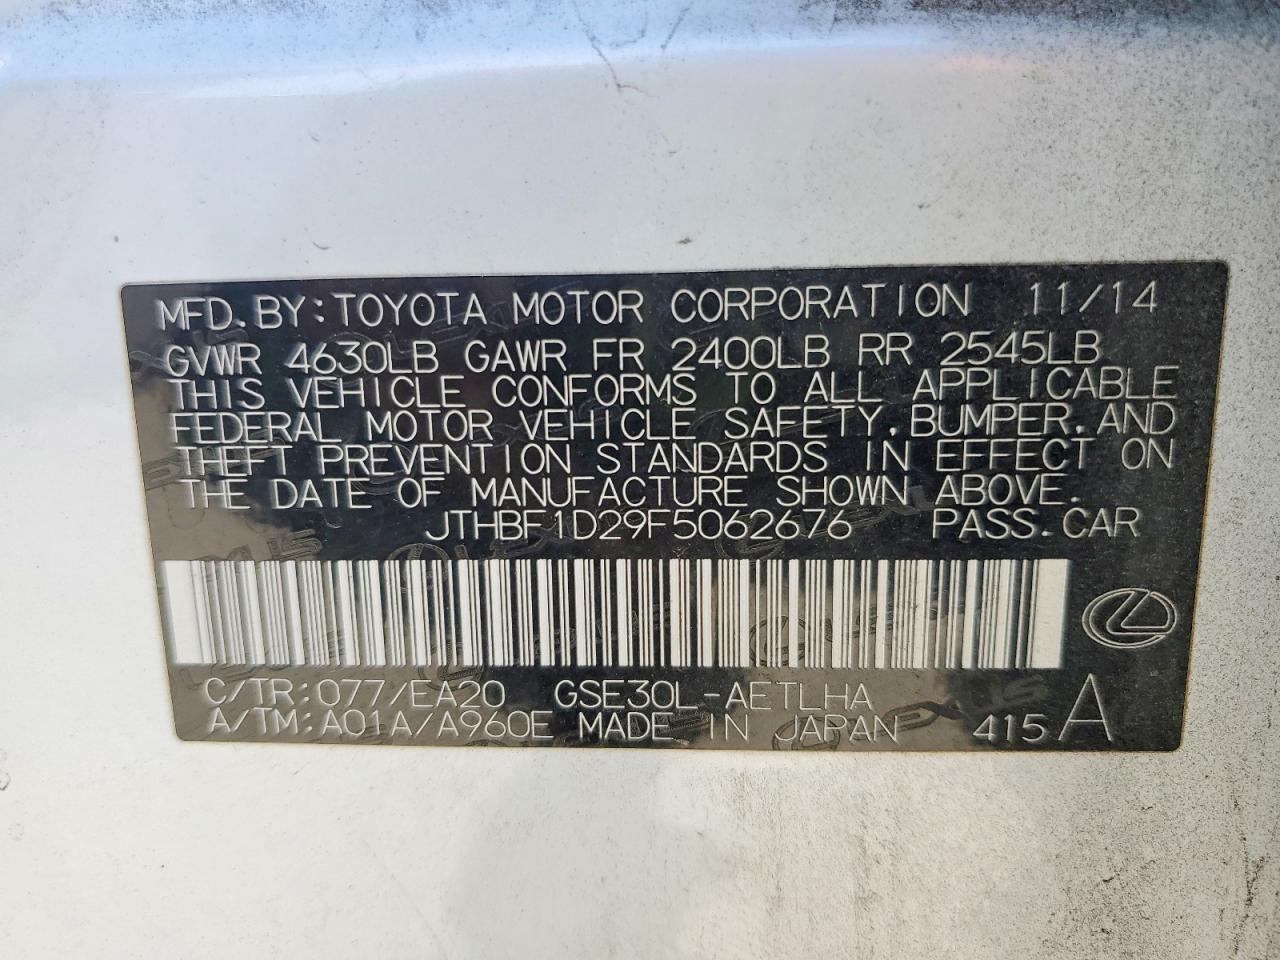 MFD.BY:TOYOTA MOTOR CORPORATION 11/14
GVWR 4630LB GAWR FR 2400LB RR 2545LB
THIS VEHICLE CONFORMS TO ALL APPLICABLE
FEDERAL MOTOR VEHICLE SAFETY,BUMPER,AND
THEFT PREVENTION STANDARDS IN EFFECT ON
THE DATE OF MANUFACTURE SHOWN ABOVE.
JTHBF1D29F5062676 PASS.CAR
C/TR:077/EA20 GSE30L-AETLHA
A/TM:A01A/A960E MADE IN JAPAN 415 A